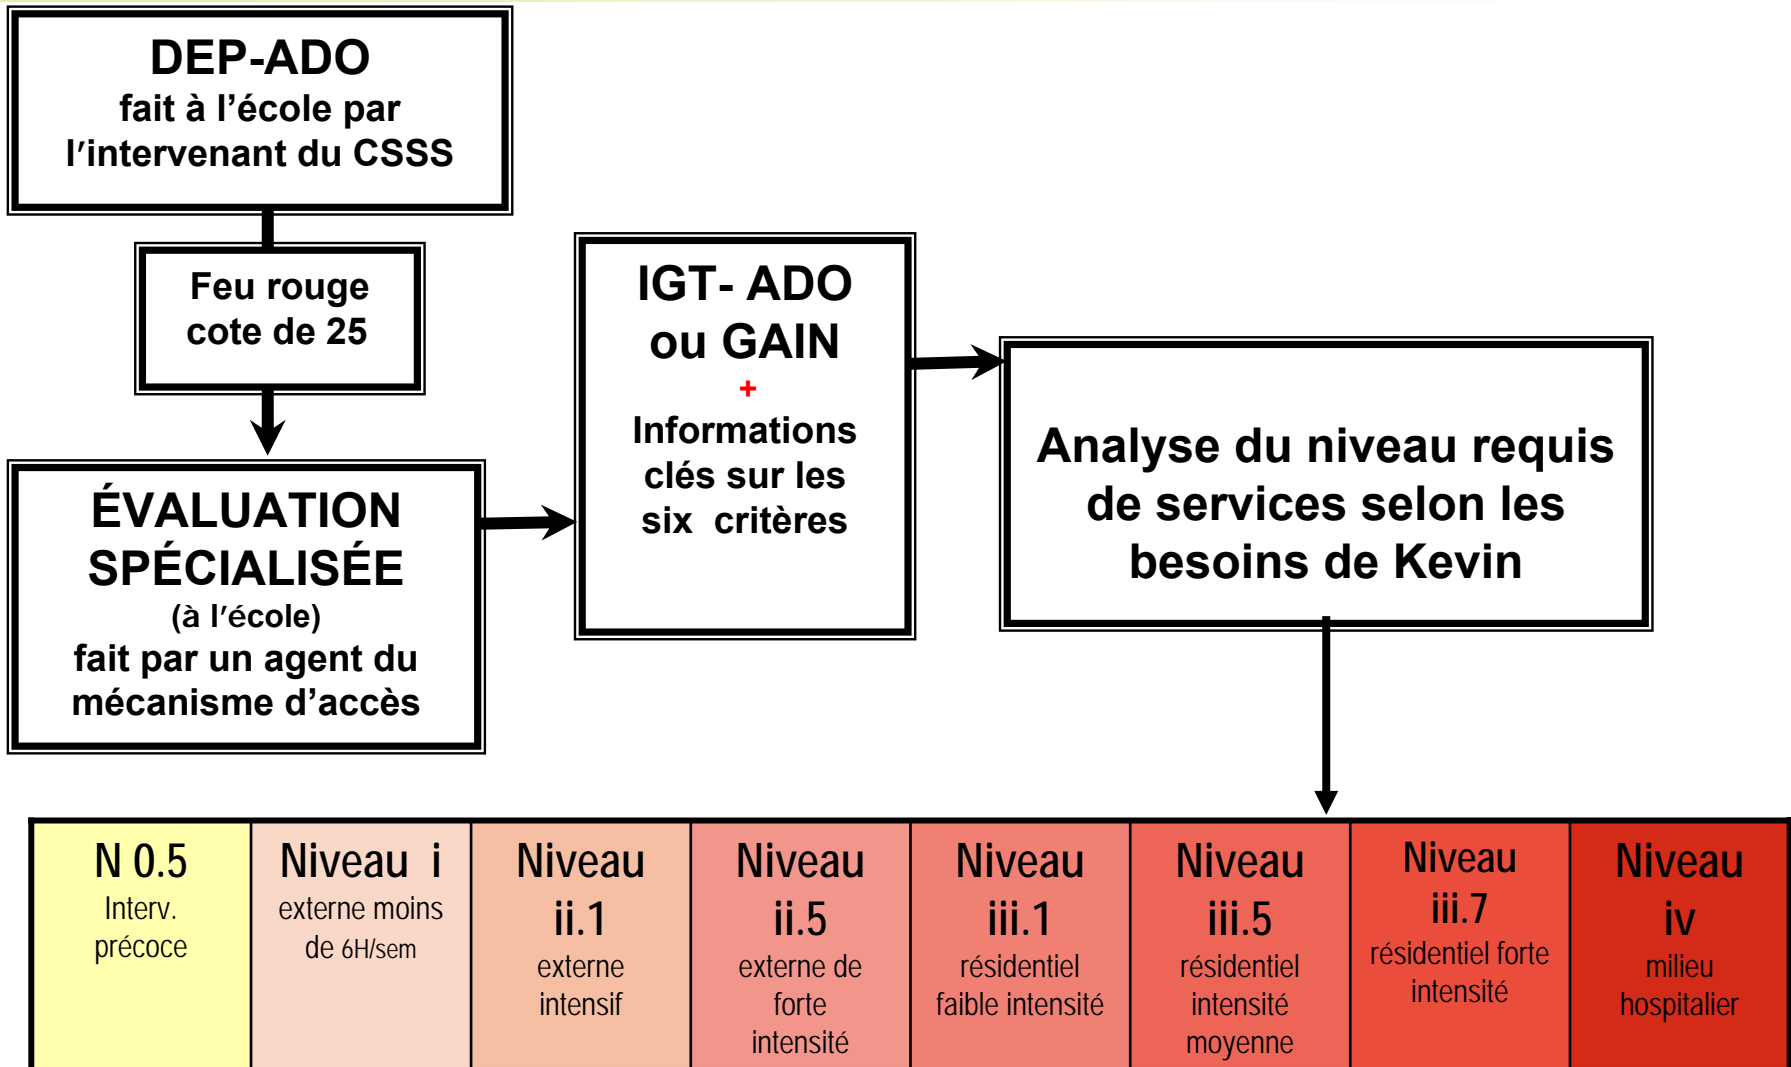 DEP-ADO
fait à l'école par
l'intervenant du CSSS
Feu rouge
cote de 25
ÉVALUATION
SPÉCIALISÉE
(à l'école)
fait par un agent du
mécanisme d'accès
IGT- ADO
ou GAIN
+
Informations
clés sur les
six critères
Analyse du niveau requis
de services selon les
besoins de Kevin
N 0.5
Interv.
précoce
Niveau i
externe moins
de 6H/sem
Niveau
ii.1
externe
intensif
Niveau
ii.5
externe de
forte
intensité
Niveau
iii.1
résidentiel
faible intensité
Niveau
iii.5
résidentiel
intensité
moyenne
Niveau
iii.7
résidentiel forte
intensité
Niveau
iv
milieu
hospitalier